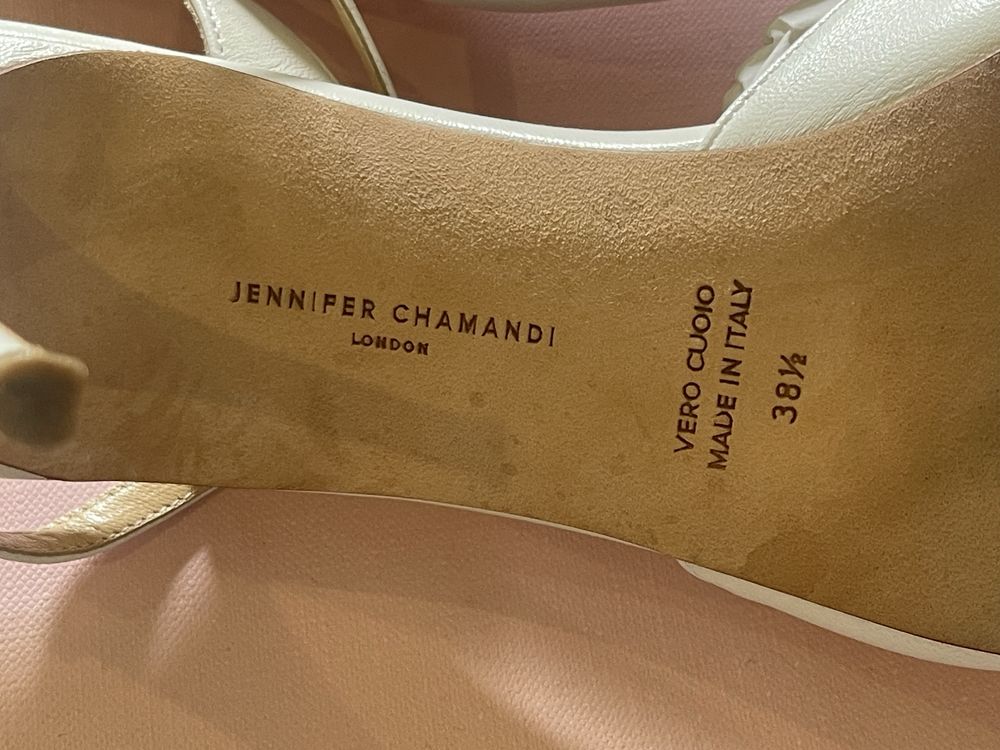 JENNIFER CHAMANDI
LONDON
VERO CUOIO
MADE IN ITALY
38½